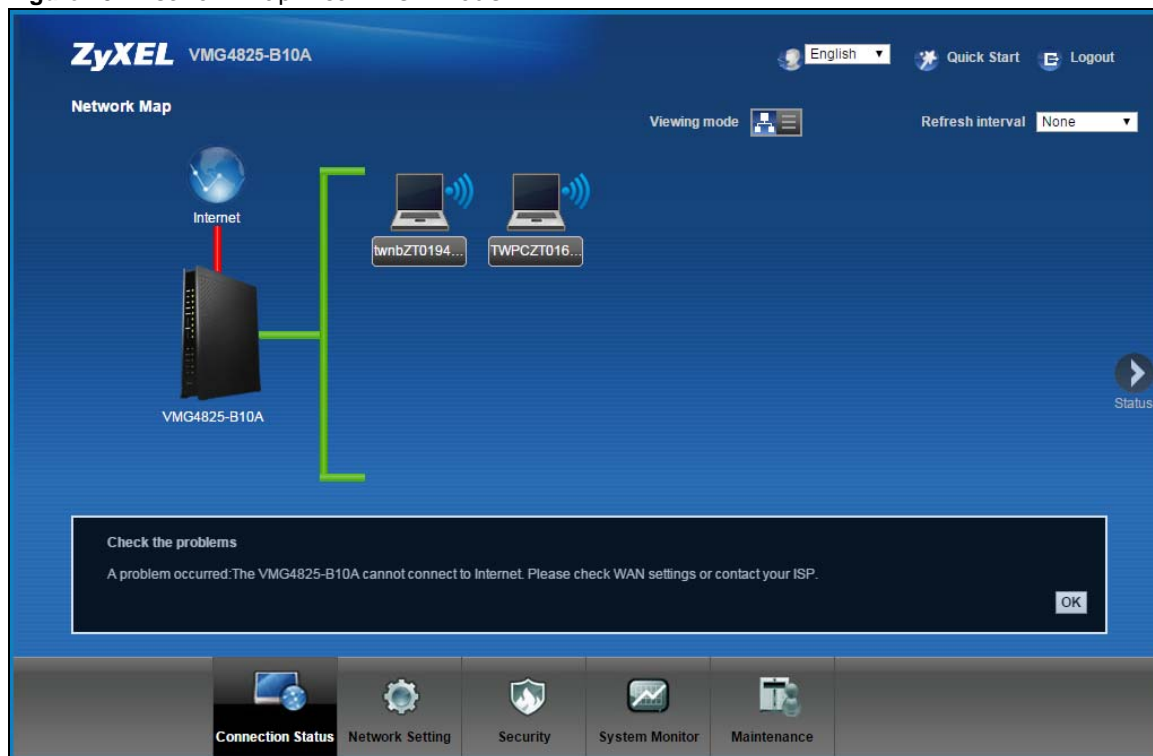 ZyXEL VMG4825-B10A
English
Quick Start
Logout
Network Map
Viewing mode
Refresh interval None
Internet
twnbZT0194...
TWPCZT016...
VMG4825-B10A
Status
Check the problems
A problem occurred:The VMG4825-B10A cannot connect to Internet. Please check WAN settings or contact your ISP.
OK
Connection Status
Network Setting
Security
System Monitor
Maintenance